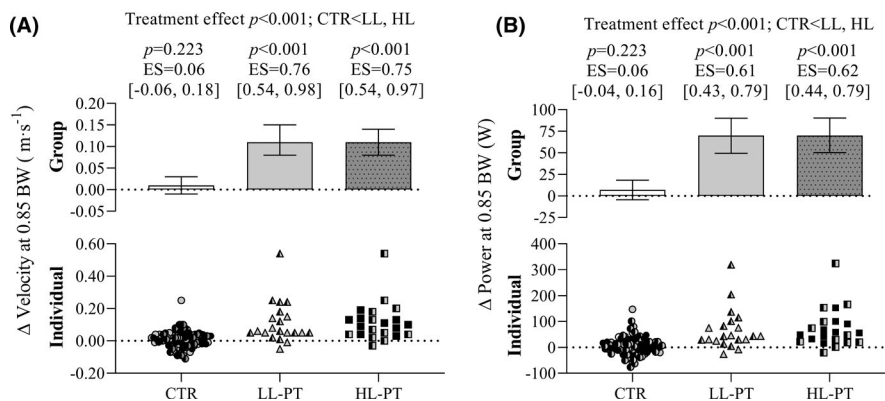 (A)
Treatment effect p<0.001; CTR<LL, HL
p=0.223 p<0.001 p<0.001
ES=0.06 ES=0.76 ES=0.75
[-0.06, 0.18] [0.54, 0.98] [0.54, 0.97]
Δ Velocity at 0.85 BW ( m·s⁻¹)
Group
0.20
0.15
0.10
0.05
0.00
-0.05
Individual
0.60
0.40
0.20
0.00
-0.20
CTR LL-PT HL-PT
(B)
Treatment effect p<0.001; CTR<LL, HL
p=0.223 p<0.001 p<0.001
ES=0.06 ES=0.61 ES=0.62
[-0.04, 0.16] [0.43, 0.79] [0.44, 0.79]
Δ Power at 0.85 BW (W)
Group
100
75
50
25
0
-25
Individual
400
300
200
100
0
-100
CTR LL-PT HL-PT